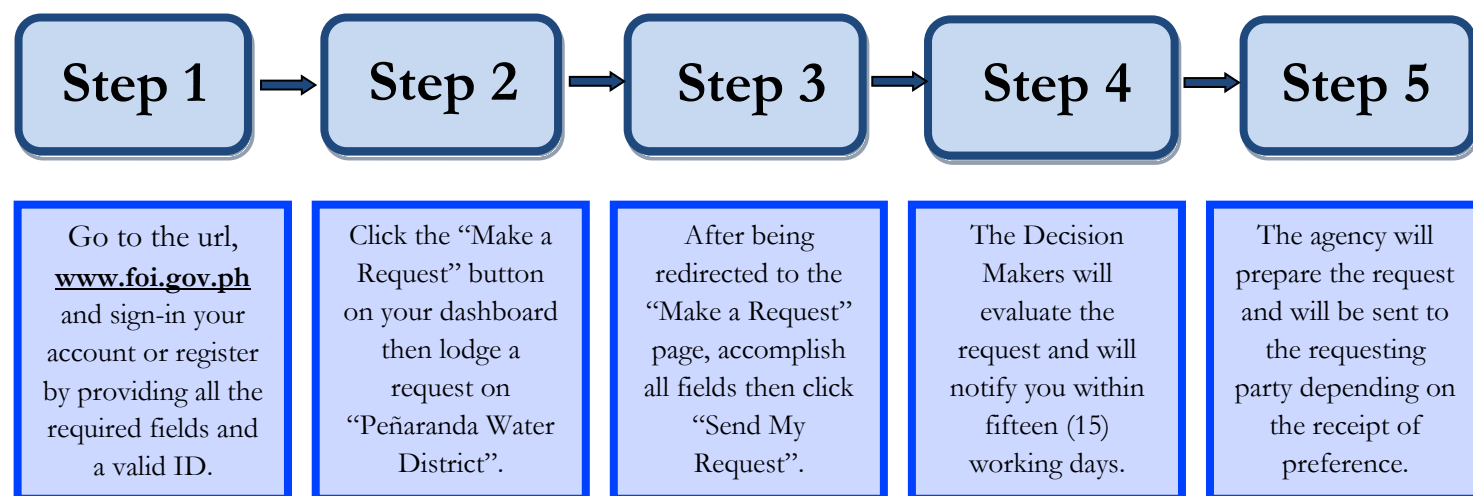 Step 1
Step 2
Step 3
Step 4
Step 5
Go to the url,
www.foi.gov.ph
and sign-in your
account or register
by providing all the
required fields and
a valid ID.
Click the “Make a
Request” button
on your dashboard
then lodge a
request on
“Peñaranda Water
District”.
After being
redirected to the
“Make a Request”
page, accomplish
all fields then click
“Send My
Request”.
The Decision
Makers will
evaluate the
request and will
notify you within
fifteen (15)
working days.
The agency will
prepare the request
and will be sent to
the requesting
party depending on
the receipt of
preference.